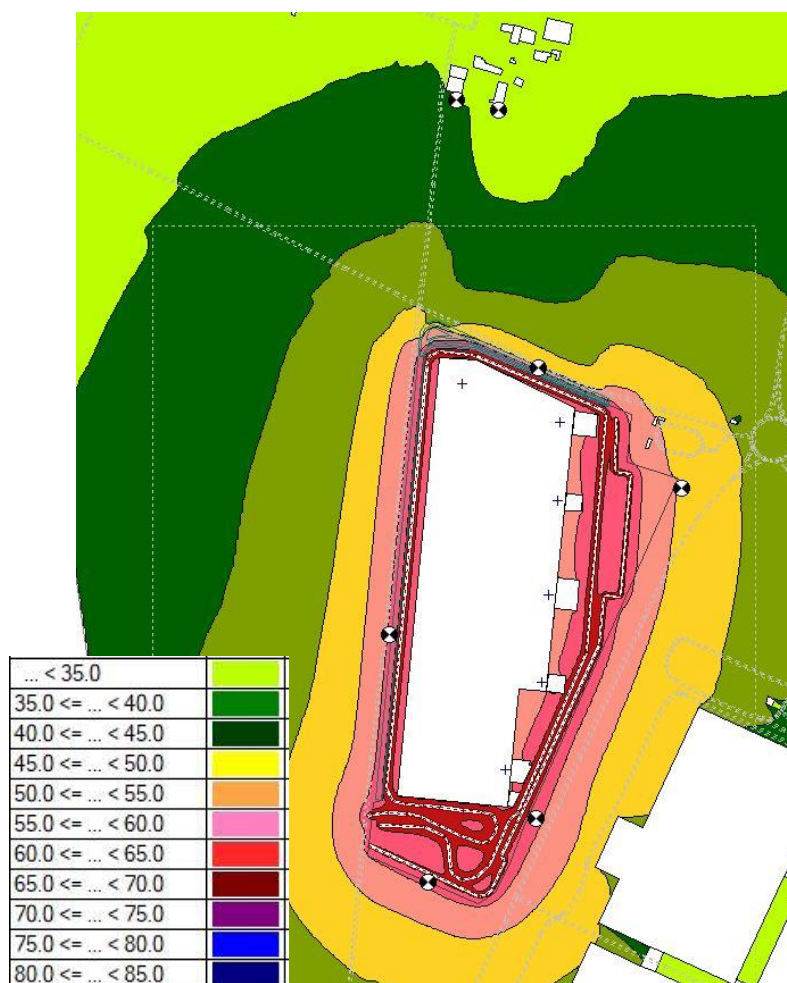 ... < 35.0
35.0 <= ... < 40.0
40.0 <= ... < 45.0
45.0 <= ... < 50.0
50.0 <= ... < 55.0
55.0 <= ... < 60.0
60.0 <= ... < 65.0
65.0 <= ... < 70.0
70.0 <= ... < 75.0
75.0 <= ... < 80.0
80.0 <= ... < 85.0